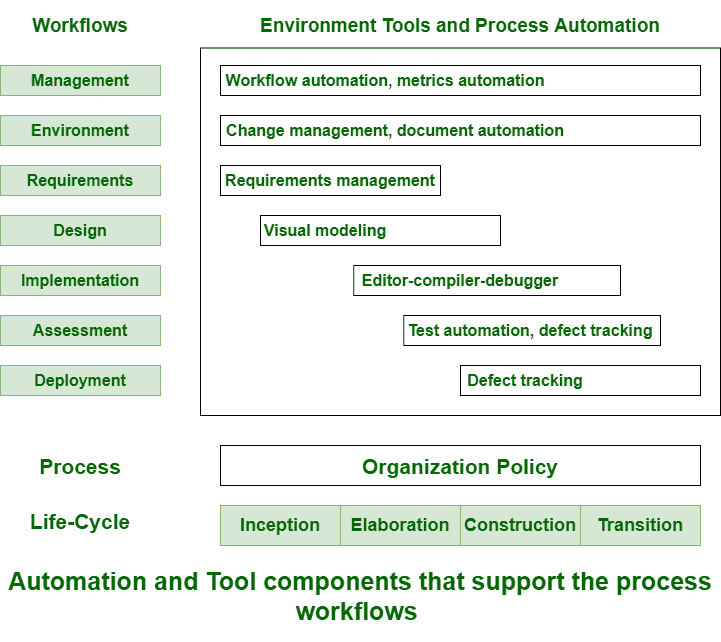 Workflows
Environment Tools and Process Automation
Management
Workflow automation, metrics automation
Environment
Change management, document automation
Requirements
Requirements management
Design
Visual modeling
Implementation
Editor-compiler-debugger
Assessment
Test automation, defect tracking
Deployment
Defect tracking
Process
Organization Policy
Life-Cycle
Inception
Elaboration
Construction
Transition
Automation and Tool components that support the process
workflows